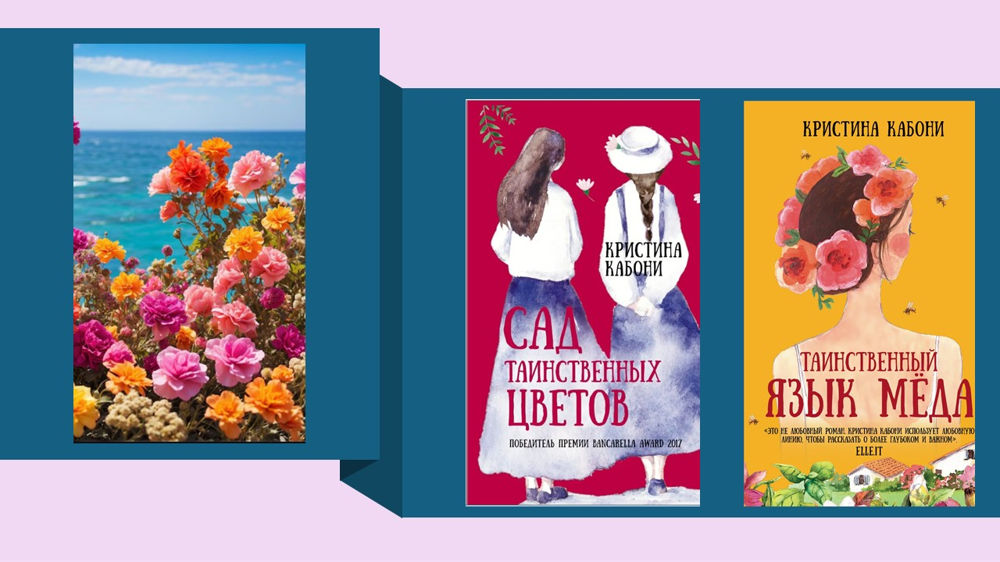 КРИСТИНА
КАБОНИ
САД
ТАИНСТВЕННЫХ
ЦВЕТОВ
ПОБЕДИТЕЛЬ ПРЕМИИ BANCARELLA AWARD 2017
КРИСТИНА КАБОНИ
ТАИНСТВЕННЫЙ
ЯЗЫК МЁДА
«ЭТО НЕ ЛЮБОВНЫЙ РОМАН. КРИСТИНА КАБОНИ ИСПОЛЬЗУЕТ ЛЮБОВНУЮ
ЛИНИЮ, ЧТОБЫ РАССКАЗАТЬ О БОЛЕЕ ГЛУБОКОМ И ВАЖНОМ».
ELLE.IT